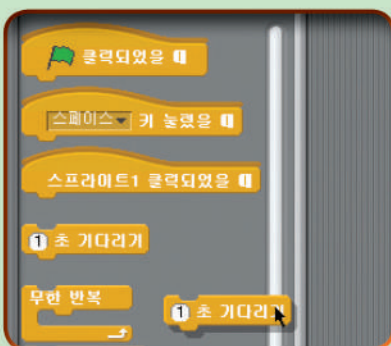 클릭되었을 때
스페이스 키 눌렸을 때
스프라이트1 클릭되었을 때
1 초 기다리기
무한 반복
1 초 기다리